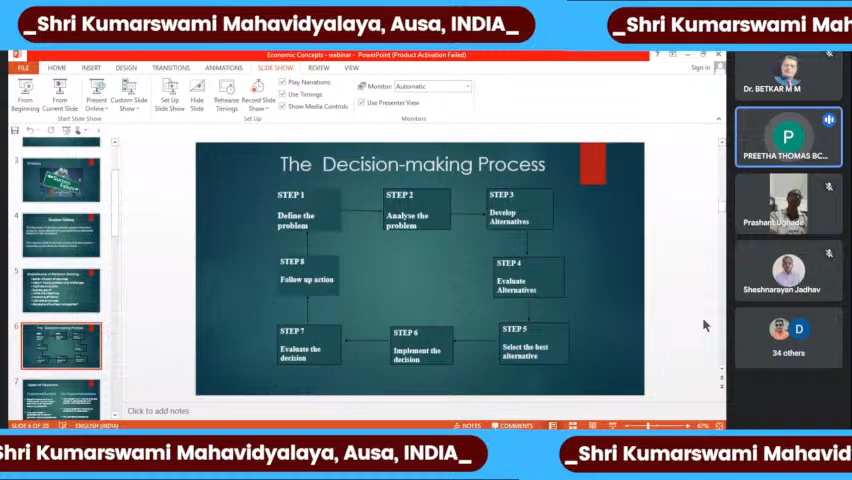 _Shri Kumarswami Mahavidyalaya, Ausa, INDIA_
_Shri Kumarswami Mah
Economic Concepts - webinar - PowerPoint (Product Activation Failed)
FILE HOME INSERT DESIGN TRANSITIONS ANIMATIONS SLIDE SHOW REVIEW VIEW
Sign in
From Beginning
From Current Slide
Present Online
Custom Slide Show
Set Up Slide Show
Hide Slide
Rehearse Timings
Record Slide Show
Play Narrations
Use Timings
Show Media Controls
Monitor: Automatic
Use Presenter View
Start Slide Show
Set Up
Monitors
3
4
5
6
7
The Decision-making Process
STEP 1
Define the
problem
STEP 2
Analyse the
problem
STEP 3
Develop
Alternatives
STEP 4
Evaluate
Alternatives
STEP 5
Select the best
alternative
STEP 6
Implement the
decision
STEP 7
Evaluate the
decision
STEP 8
Follow up action
Click to add notes
SLIDE 6 OF 20
ENGLISH (INDIA)
NOTES
COMMENTS
67%
Dr. BETKAR M M
P
PREETHA THOMAS BC...
Prashant Ughade
Sheshnarayan Jadhav
D
34 others
Shri Kumarswami Mahavidyalaya, Ausa, INDIA_
_Shri Kumarswami Mahavid